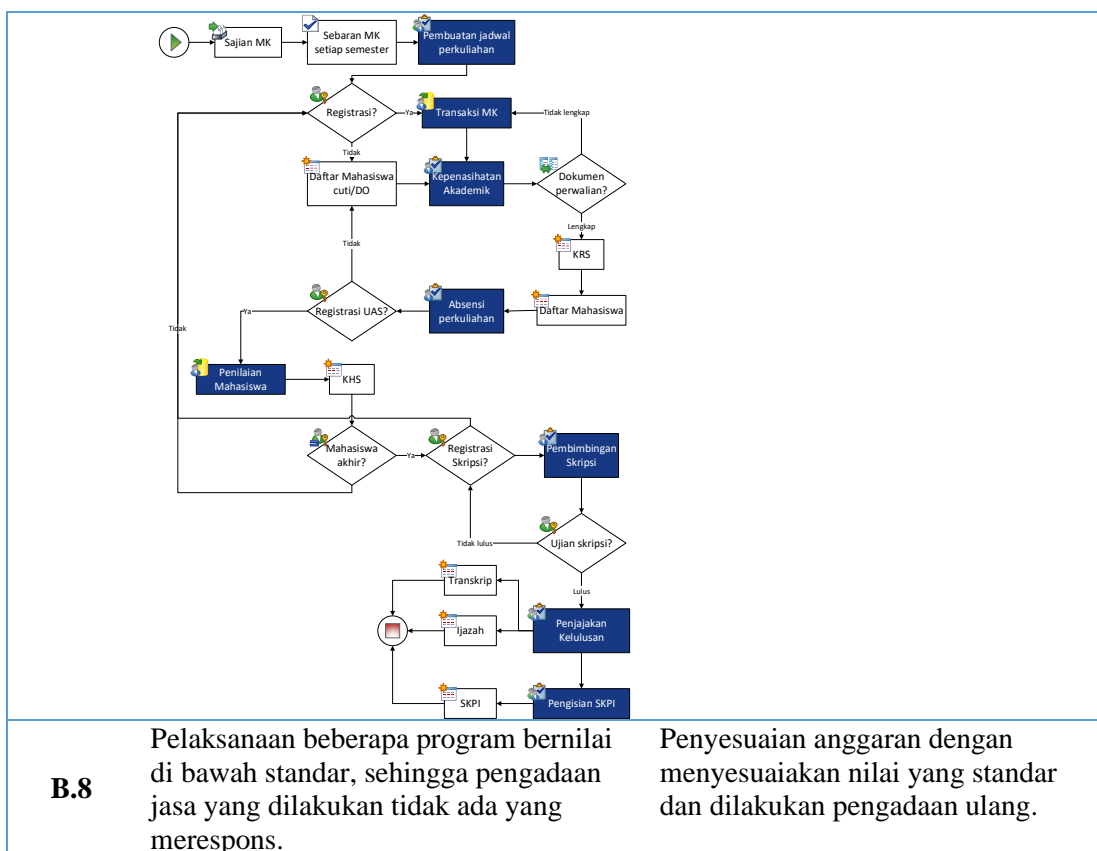 Sajian MK
Sebaran MK
setiap semester
Pembuatan jadwal
perkuliahan
Registrasi?
Ya
Transaksi MK
Tidak lengkap
Tidak
Daftar Mahasiswa
cuti/DO
Kepenasihatan
Akademik
Dokumen
perwalian?
Lengkap
KRS
Tidak
Daftar Mahasiswa
Absensi
perkuliahan
Registrasi UAS?
Ya
Tidak
Penilaian
Mahasiswa
KHS
Mahasiswa
akhir?
Ya
Registrasi
Skripsi?
Pembimbingan
Skripsi
Tidak lulus
Ujian skripsi?
Lulus
Transkrip
Ijazah
Penjajakan
Kelulusan
SKPI
Pengisian SKPI
B.8
Pelaksanaan beberapa program bernilai
di bawah standar, sehingga pengadaan
jasa yang dilakukan tidak ada yang
merespons.
Penyesuaian anggaran dengan
menyesuaiakan nilai yang standar
dan dilakukan pengadaan ulang.